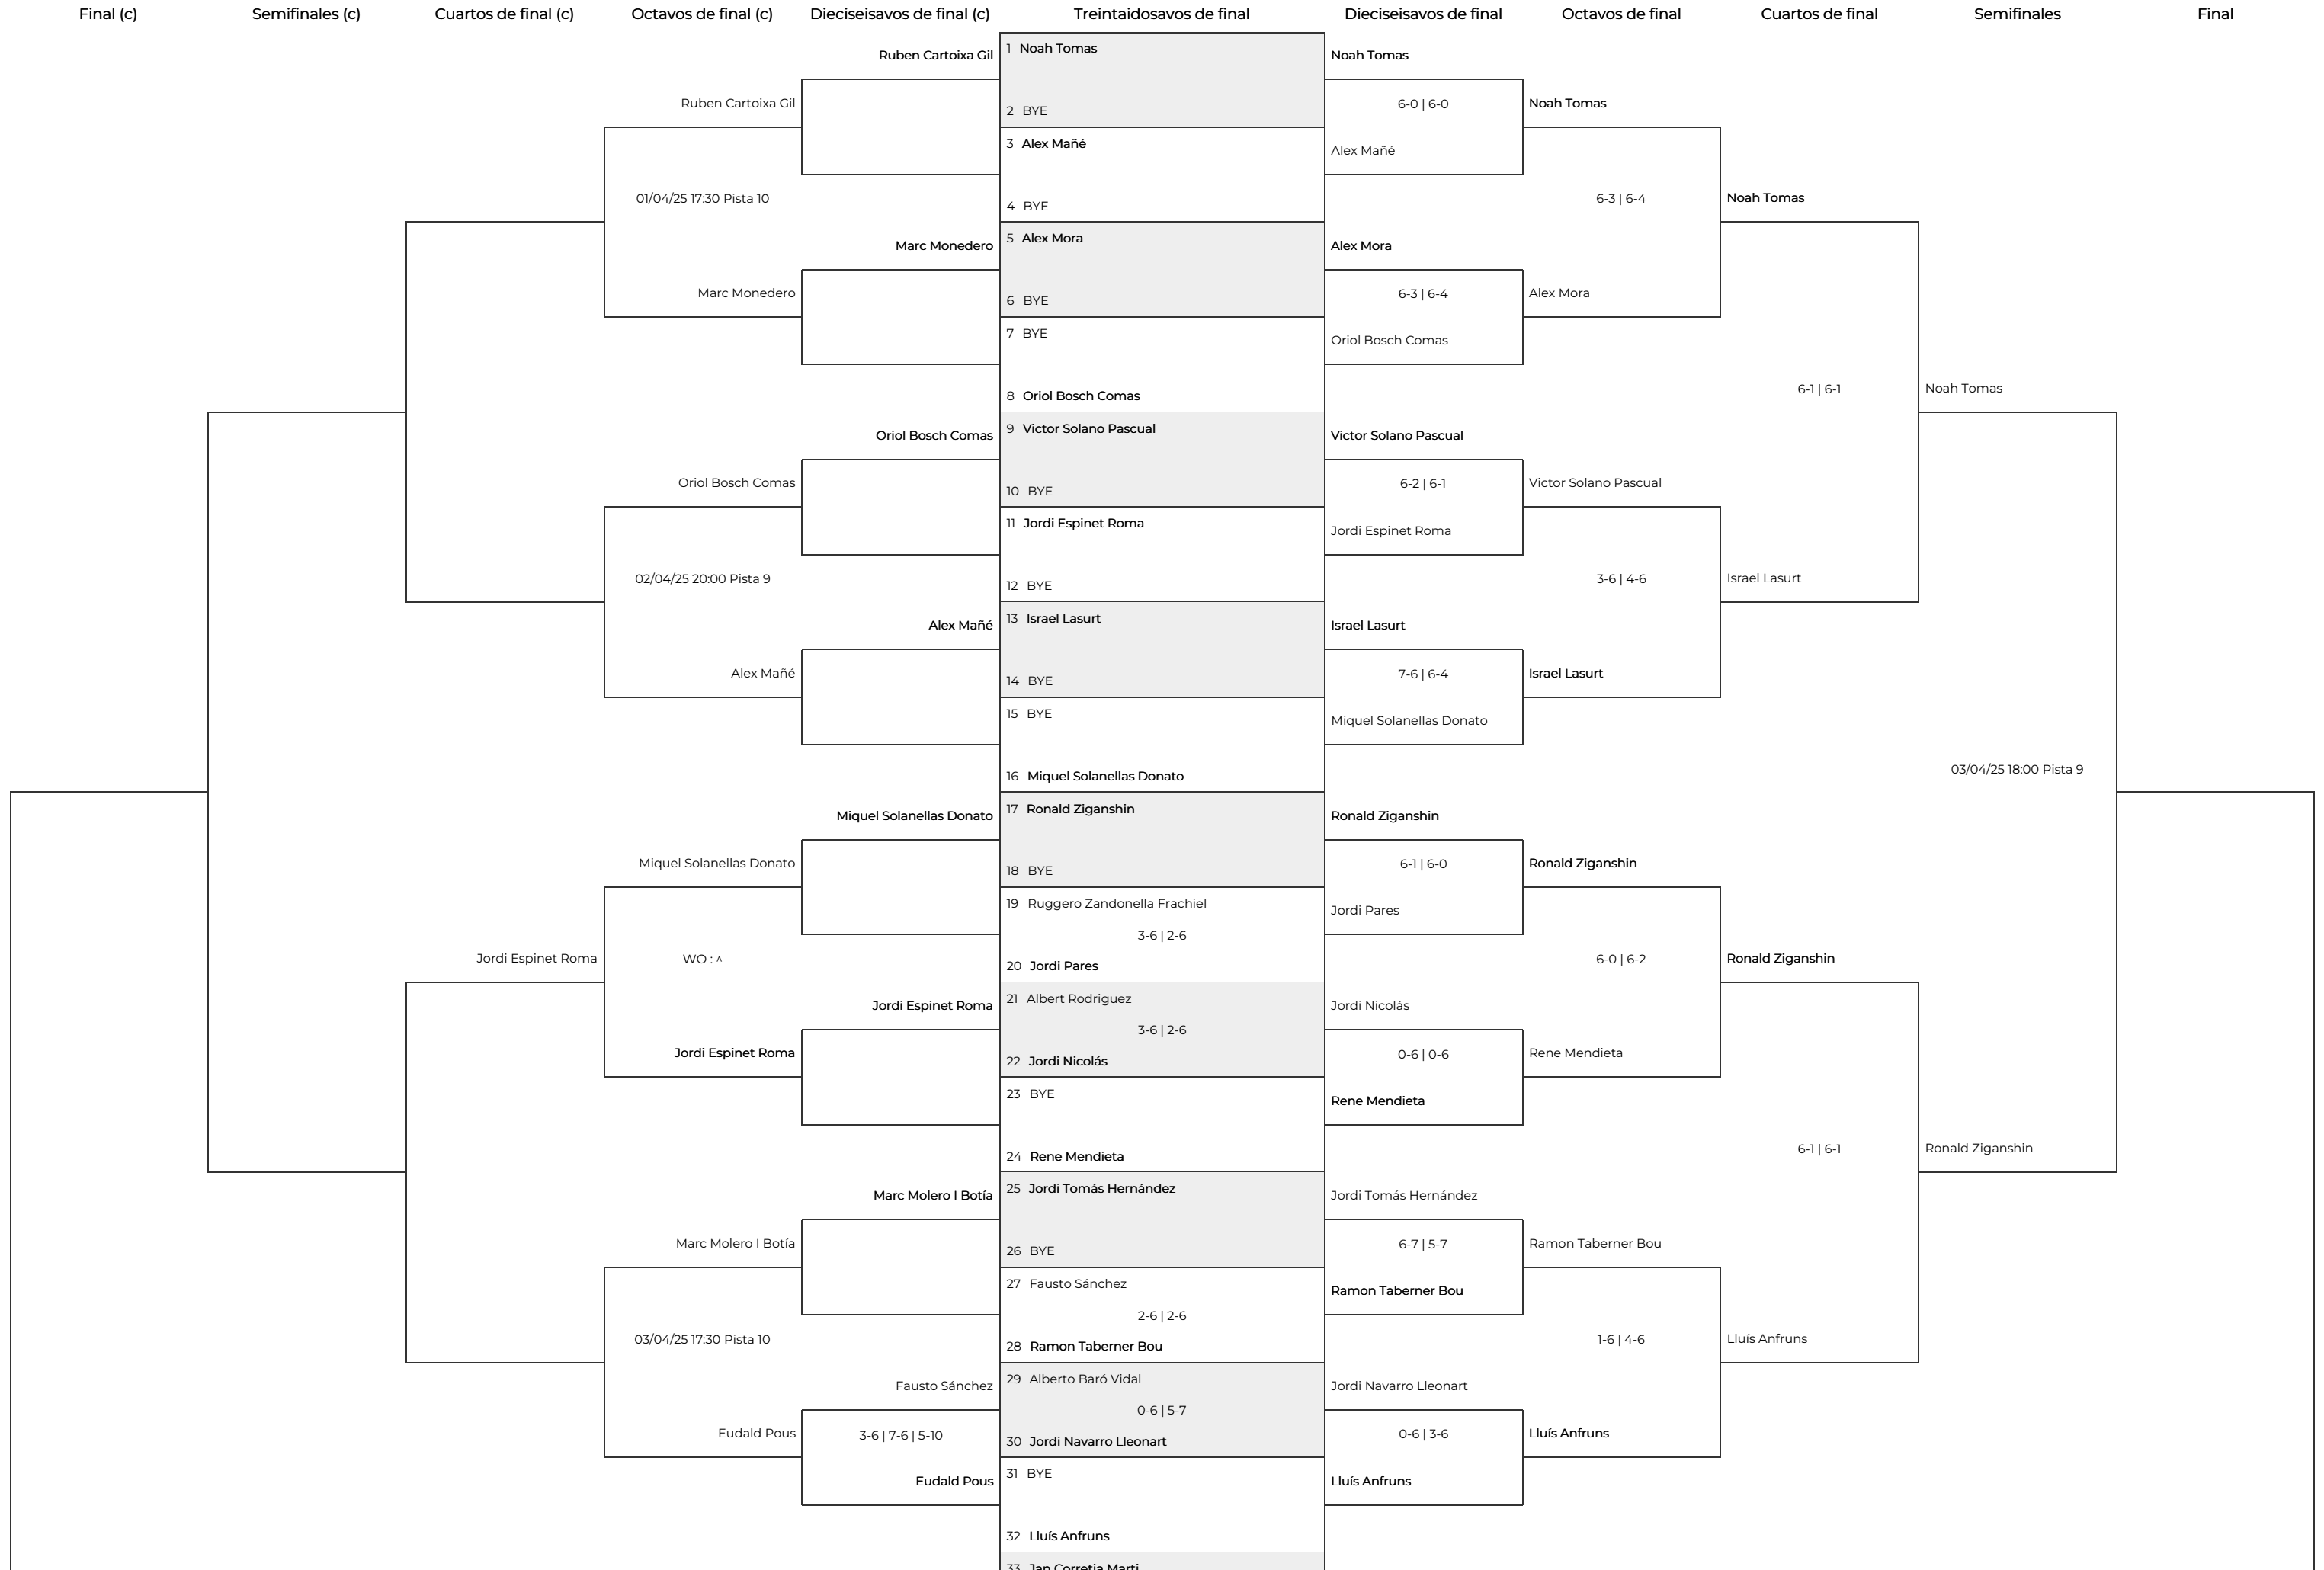 Final (c)
Semifinales (c)
Cuartos de final (c)
Octavos de final (c)
Dieciseisavos de final (c)
Treintaidosavos de final
Dieciseisavos de final
Octavos de final
Cuartos de final
Semifinales
Final
Jordi Espinet Roma
Ruben Cartoixa Gil
01/04/25 17:30 Pista 10
Marc Monedero
Oriol Bosch Comas
02/04/25 20:00 Pista 9
Alex Mañé
Miquel Solanellas Donato
WO : ^
Jordi Espinet Roma
Marc Molero I Botía
03/04/25 17:30 Pista 10
Eudald Pous
Ruben Cartoixa Gil
Marc Monedero
Oriol Bosch Comas
Alex Mañé
Miquel Solanellas Donato
Jordi Espinet Roma
Marc Molero I Botía
Fausto Sánchez
3-6 | 7-6 | 5-10
Eudald Pous
1 Noah Tomas
2 BYE
3 Alex Mañé
4 BYE
5 Alex Mora
6 BYE
7 BYE
8 Oriol Bosch Comas
9 Victor Solano Pascual
10 BYE
11 Jordi Espinet Roma
12 BYE
13 Israel Lasurt
14 BYE
15 BYE
16 Miquel Solanellas Donato
17 Ronald Ziganshin
18 BYE
19 Ruggero Zandonella Frachiel
3-6 | 2-6
20 Jordi Pares
21 Albert Rodriguez
3-6 | 2-6
22 Jordi Nicolás
23 BYE
24 Rene Mendieta
25 Jordi Tomás Hernández
26 BYE
27 Fausto Sánchez
2-6 | 2-6
28 Ramon Taberner Bou
29 Alberto Baró Vidal
0-6 | 5-7
30 Jordi Navarro Lleonart
31 BYE
32 Lluís Anfruns
33 Jan Corretja Marti
Noah Tomas
6-0 | 6-0
Alex Mañé
Alex Mora
6-3 | 6-4
Oriol Bosch Comas
Victor Solano Pascual
6-2 | 6-1
Jordi Espinet Roma
Israel Lasurt
7-6 | 6-4
Miquel Solanellas Donato
Ronald Ziganshin
6-1 | 6-0
Jordi Pares
Jordi Nicolás
0-6 | 0-6
Rene Mendieta
Jordi Tomás Hernández
6-7 | 5-7
Ramon Taberner Bou
Jordi Navarro Lleonart
0-6 | 3-6
Lluís Anfruns
Noah Tomas
6-3 | 6-4
Alex Mora
Victor Solano Pascual
3-6 | 4-6
Israel Lasurt
Ronald Ziganshin
6-0 | 6-2
Rene Mendieta
Ramon Taberner Bou
1-6 | 4-6
Lluís Anfruns
Noah Tomas
6-1 | 6-1
Israel Lasurt
Ronald Ziganshin
6-1 | 6-1
Lluís Anfruns
Noah Tomas
03/04/25 18:00 Pista 9
Ronald Ziganshin